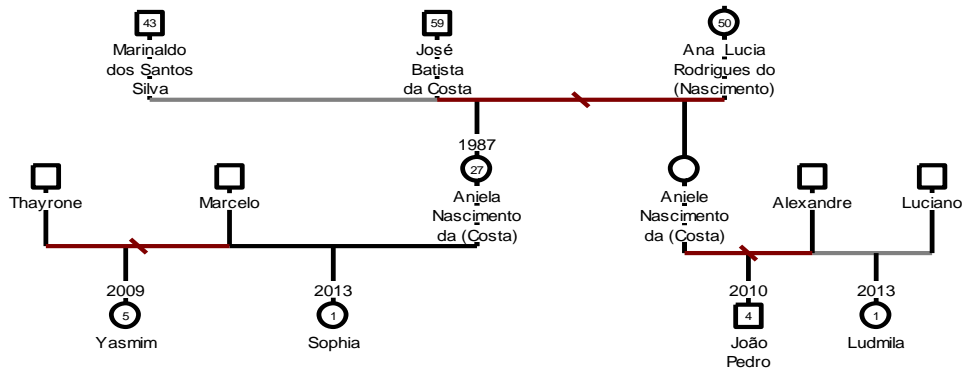 43
59
50
Marinaldo
dos Santos
Silva
José
Batista
da Costa
Ana Lucia
Rodrigues do
(Nascimento)
1987
27
Thayrone
Marcelo
Aniela
Nascimento
da (Costa)
Aniele
Nascimento
da (Costa)
Alexandre
Luciano
2009
2013
2010
2013
5
1
4
1
Yasmim
Sophia
João
Pedro
Ludmila